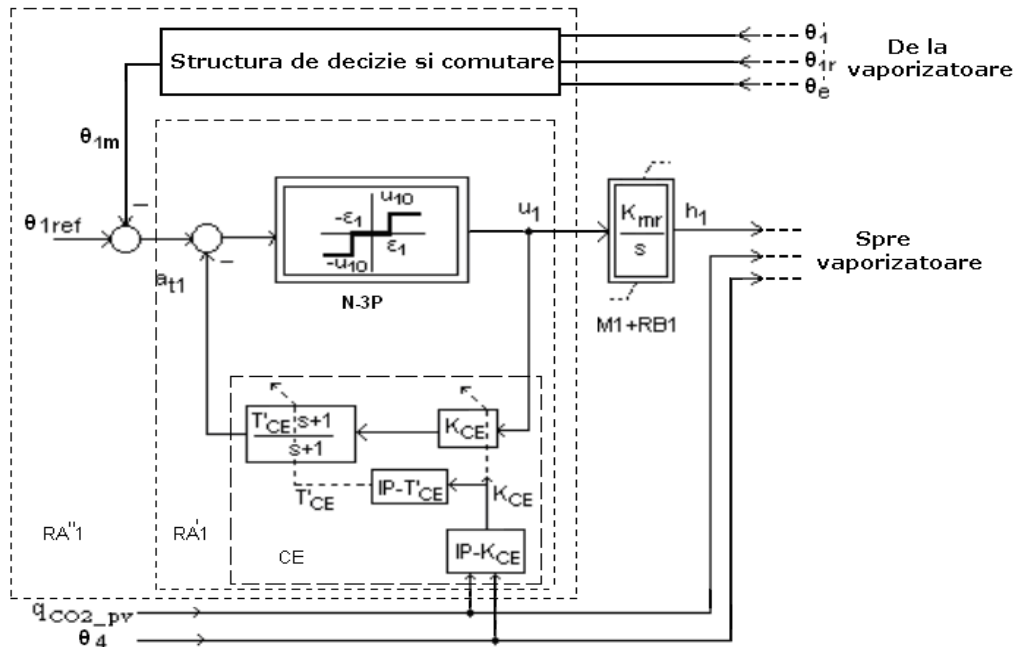 Structura de decizie si comutare
θ1'
θ1r
θe
De la
vaporizatoare
θ1m
θ1ref
−
−
at1
-ε1
u10
-u10
ε1
N-3P
u1
Kmr
s
h1
M1+RB1
Spre
vaporizatoare
T'CE s+1
s+1
KCE
T'CE
IP-T'CE
KCE
IP-KCE
CE
RA"1
RA'1
qCO2_pv
θ4